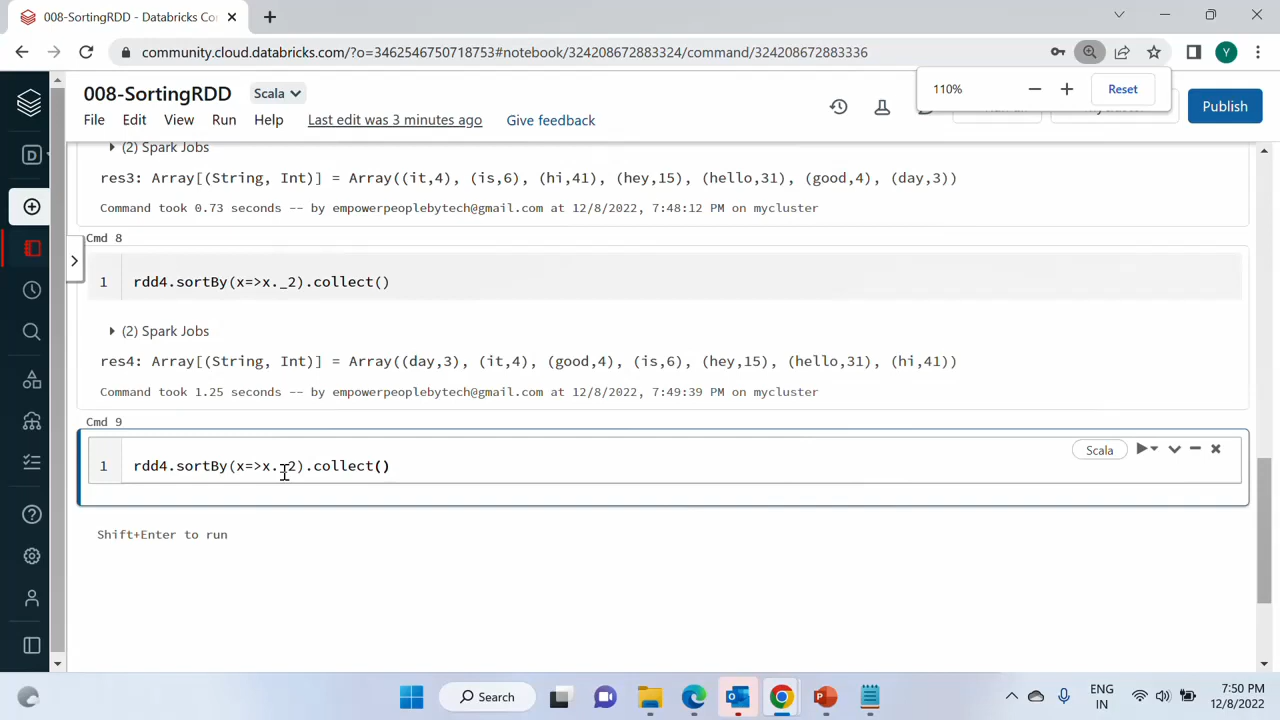 008-SortingRDD - Databricks Co
community.cloud.databricks.com/?o=3462546750718753#notebook/324208672883324/command/324208672883336
Y
110%
Reset
008-SortingRDD
Scala
File Edit View Run Help Last edit was 3 minutes ago Give feedback
Publish
D
(2) Spark Jobs
res3: Array[(String, Int)] = Array((it,4), (is,6), (hi,41), (hey,15), (hello,31), (good,4), (day,3))
Command took 0.73 seconds -- by empowerpeoplebytech@gmail.com at 12/8/2022, 7:48:12 PM on mycluster
Cmd 8
1 rdd4.sortBy(x=>x._2).collect()
(2) Spark Jobs
res4: Array[(String, Int)] = Array((day,3), (it,4), (good,4), (is,6), (hey,15), (hello,31), (hi,41))
Command took 1.25 seconds -- by empowerpeoplebytech@gmail.com at 12/8/2022, 7:49:39 PM on mycluster
Cmd 9
Scala
1 rdd4.sortBy(x=>x._2).collect()
Shift+Enter to run
Search
ENG
IN
7:50 PM
12/8/2022